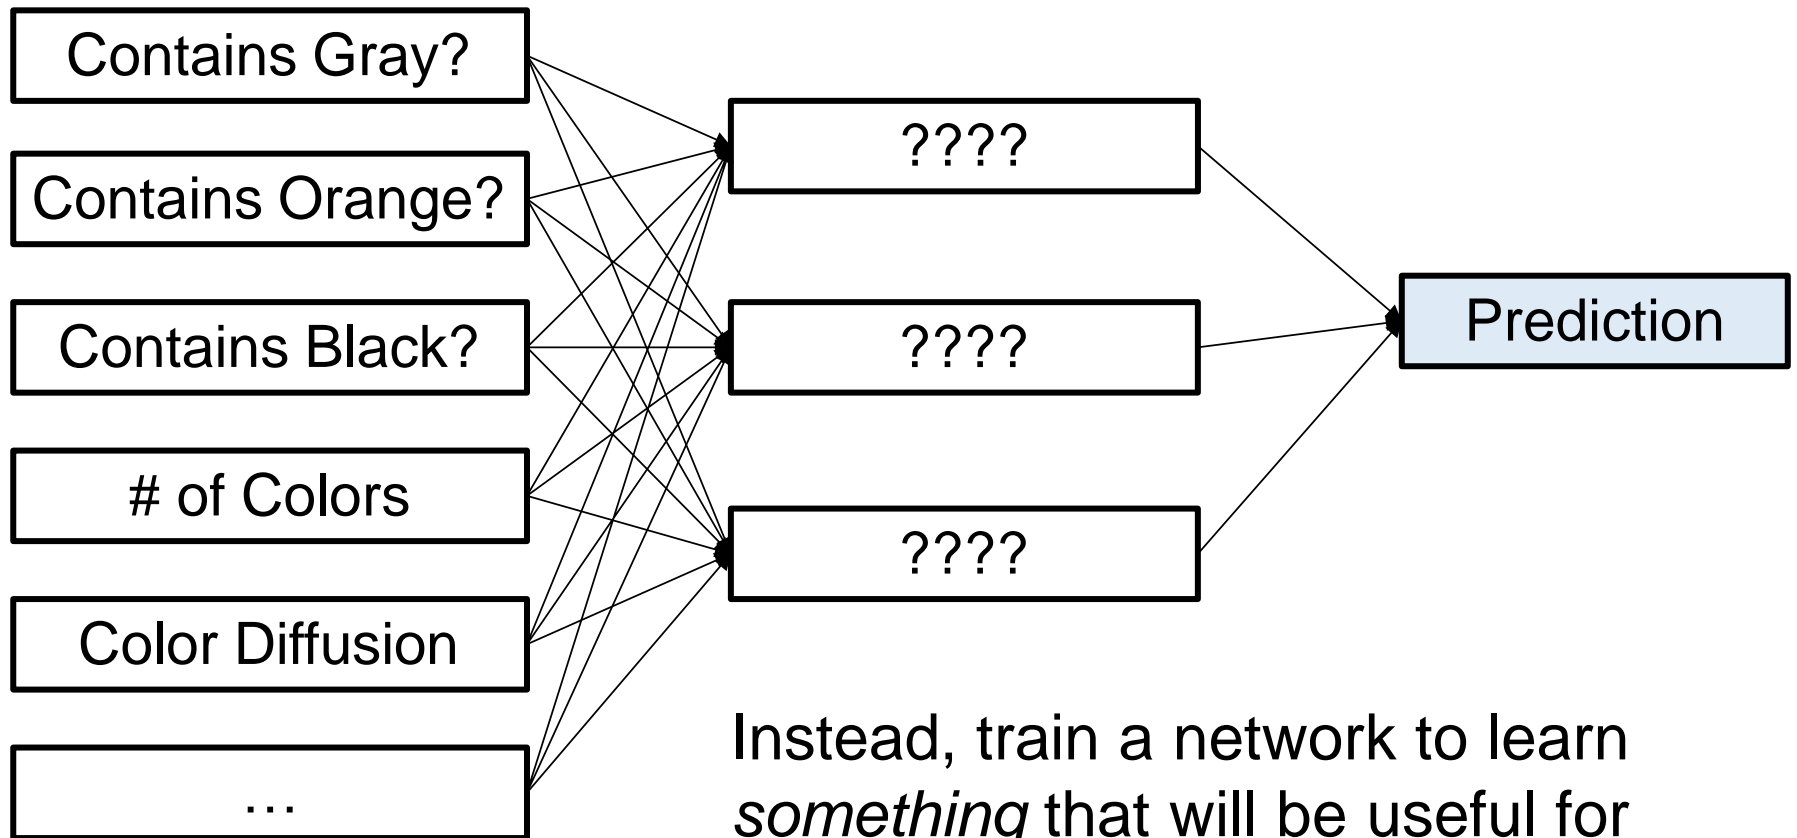 Contains Gray?
Contains Orange?
Contains Black?
# of Colors
Color Diffusion
…
????
????
????
Prediction
Instead, train a network to learn
something that will be useful for